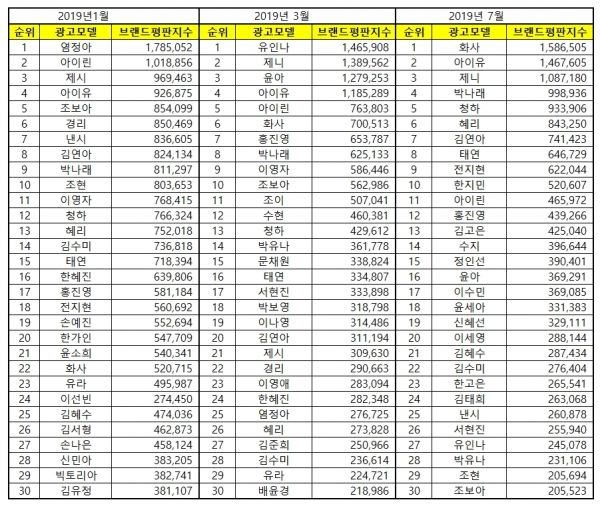 2019년1월 2019년 3월 2019년 7월
순위 광고모델 브랜드평판지수 순위 광고모델 브랜드평판지수 순위 광고모델 브랜드평판지수
1 염정아 1,785,052 1 유인나 1,465,908 1 화사 1,586,505
2 아이린 1,018,856 2 제니 1,389,562 2 아이유 1,467,605
3 제시 969,463 3 윤아 1,279,253 3 제니 1,087,180
4 아이유 926,875 4 아이유 1,185,289 4 박나래 998,936
5 조보아 854,099 5 아이린 763,803 5 청하 933,906
6 경리 850,469 6 화사 700,513 6 혜리 843,250
7 낸시 836,605 7 홍진영 653,787 7 김연아 741,423
8 김연아 824,134 8 박나래 625,133 8 태연 646,729
9 박나래 811,297 9 이영자 586,446 9 전지현 622,044
10 조현 803,653 10 조보아 562,986 10 한지민 520,607
11 이영자 768,415 11 조이 507,041 11 아이린 465,972
12 청하 766,324 12 수현 460,381 12 홍진영 439,266
13 혜리 752,018 13 청하 429,612 13 김고은 425,040
14 김수미 736,818 14 박유나 361,778 14 수지 396,644
15 태연 718,394 15 문채원 338,824 15 정인선 390,401
16 한혜진 639,806 16 태연 334,807 16 윤아 369,291
17 홍진영 581,184 17 서현진 333,898 17 이수민 369,085
18 전지현 560,692 18 박보영 318,798 18 윤세아 331,383
19 손예진 552,694 19 이나영 314,486 19 신혜선 329,111
20 한가인 547,709 20 김연아 311,194 20 이세영 288,144
21 윤소희 540,341 21 제시 309,630 21 김혜수 287,434
22 화사 520,715 22 경리 290,663 22 김수미 276,404
23 유라 495,987 23 이영애 283,094 23 한고은 265,541
24 이선빈 274,450 24 한혜진 282,348 24 김태희 263,068
25 김혜수 474,036 25 염정아 276,725 25 낸시 260,878
26 김서형 462,873 26 혜리 273,828 26 서현진 255,940
27 손나은 458,124 27 김준희 250,966 27 유인나 245,078
28 신민아 383,205 28 김수미 236,614 28 박유나 231,106
29 빅토리아 382,741 29 유라 224,721 29 조현 205,694
30 김유정 381,107 30 배윤경 218,986 30 조보아 205,523